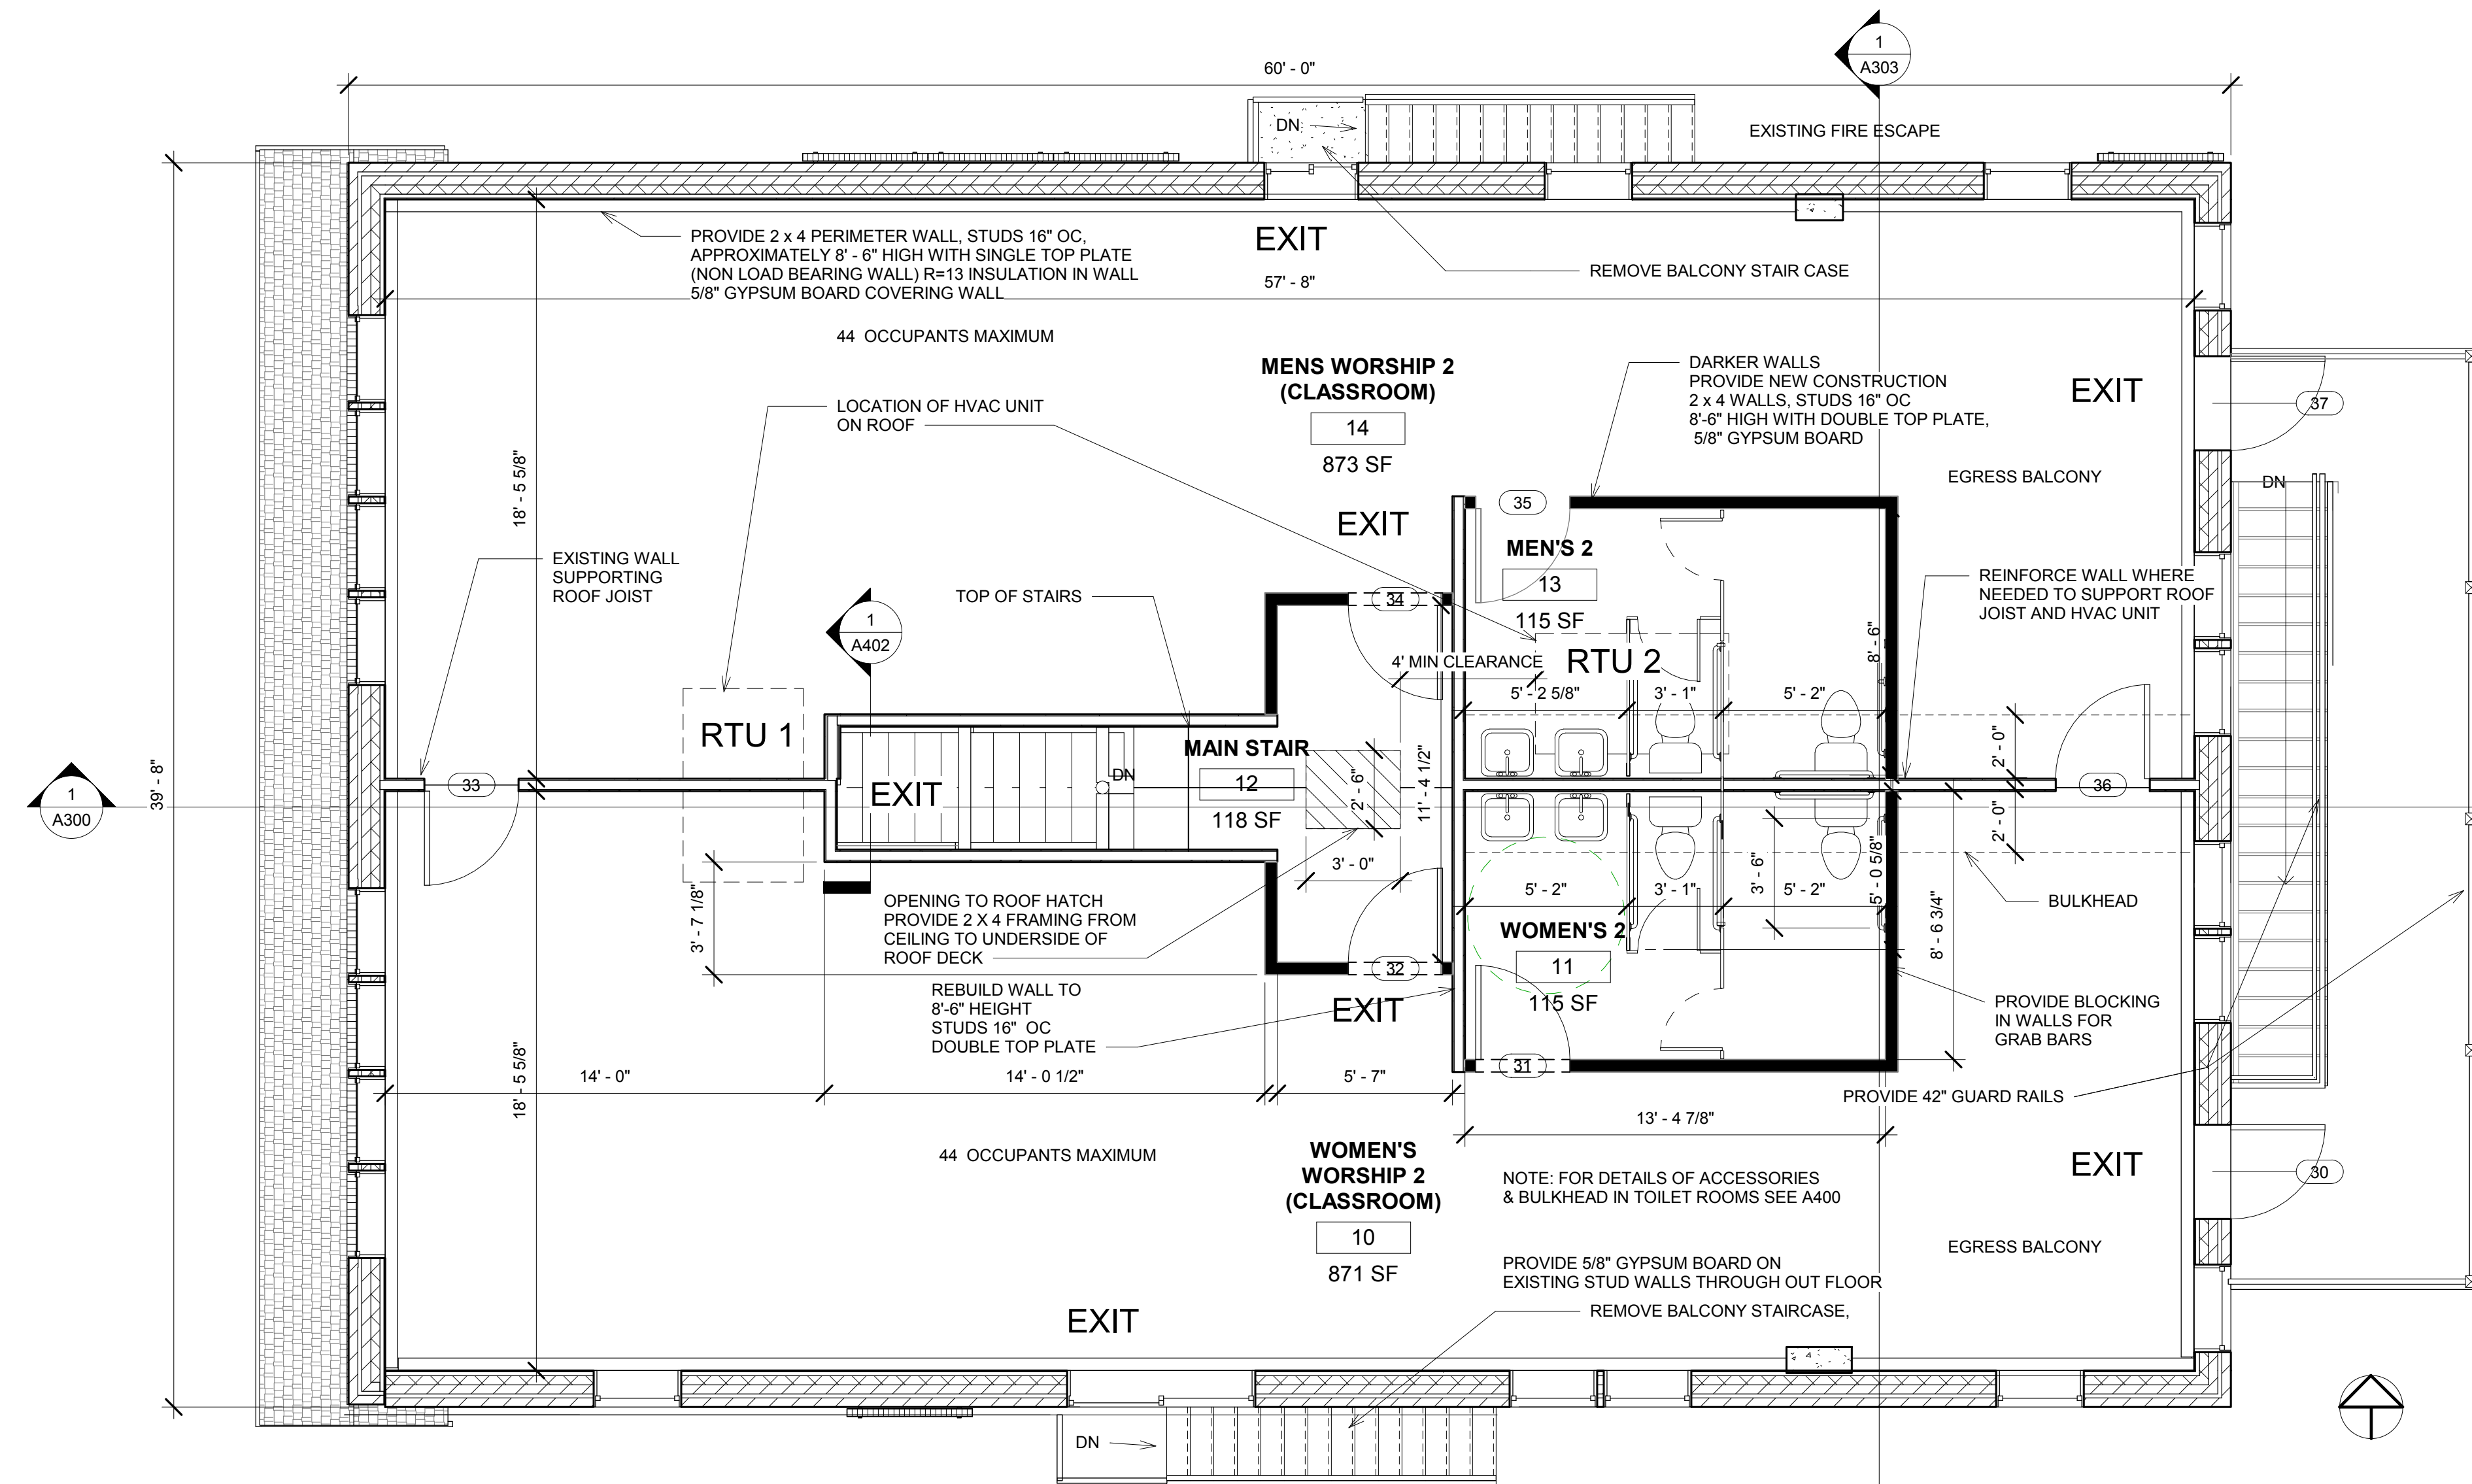 1
A303
60' - 0"
DN
EXISTING FIRE ESCAPE
PROVIDE 2 x 4 PERIMETER WALL, STUDS 16" OC,
APPROXIMATELY 8' - 6" HIGH WITH SINGLE TOP PLATE
(NON LOAD BEARING WALL) R=13 INSULATION IN WALL
5/8" GYPSUM BOARD COVERING WALL
EXIT
REMOVE BALCONY STAIR CASE
57' - 8"
44 OCCUPANTS MAXIMUM
MENS WORSHIP 2
(CLASSROOM)
14
873 SF
DARKER WALLS
PROVIDE NEW CONSTRUCTION
2 x 4 WALLS, STUDS 16" OC
8'-6" HIGH WITH DOUBLE TOP PLATE,
5/8" GYPSUM BOARD
EXIT
37
LOCATION OF HVAC UNIT
ON ROOF
18' - 5 5/8"
EGRESS BALCONY
DN
35
EXIT
MEN'S 2
13
115 SF
EXISTING WALL
SUPPORTING
ROOF JOIST
TOP OF STAIRS
34
REINFORCE WALL WHERE
NEEDED TO SUPPORT ROOF
JOIST AND HVAC UNIT
1
A402
8' - 6"
4' MIN CLEARANCE
RTU 2
5' - 2 5/8"
3' - 1"
5' - 2"
RTU 1
MAIN STAIR
12
118 SF
DN
EXIT
2' - 6"
11' - 4 1/2"
2' - 0"
33
36
1
A300
39' - 8"
2' - 0"
3' - 0"
3' - 6"
5' - 0 5/8"
5' - 2"
3' - 1"
5' - 2"
BULKHEAD
3' - 7 1/8"
OPENING TO ROOF HATCH
PROVIDE 2 X 4 FRAMING FROM
CEILING TO UNDERSIDE OF
ROOF DECK
8' - 6 3/4"
WOMEN'S 2
11
115 SF
32
EXIT
REBUILD WALL TO
8'-6" HEIGHT
STUDS 16" OC
DOUBLE TOP PLATE
PROVIDE BLOCKING
IN WALLS FOR
GRAB BARS
18' - 5 5/8"
14' - 0"
14' - 0 1/2"
5' - 7"
31
PROVIDE 42" GUARD RAILS
13' - 4 7/8"
44 OCCUPANTS MAXIMUM
WOMEN'S
WORSHIP 2
(CLASSROOM)
10
871 SF
NOTE: FOR DETAILS OF ACCESSORIES
& BULKHEAD IN TOILET ROOMS SEE A400
EXIT
30
EGRESS BALCONY
PROVIDE 5/8" GYPSUM BOARD ON
EXISTING STUD WALLS THROUGH OUT FLOOR
REMOVE BALCONY STAIRCASE,
EXIT
DN